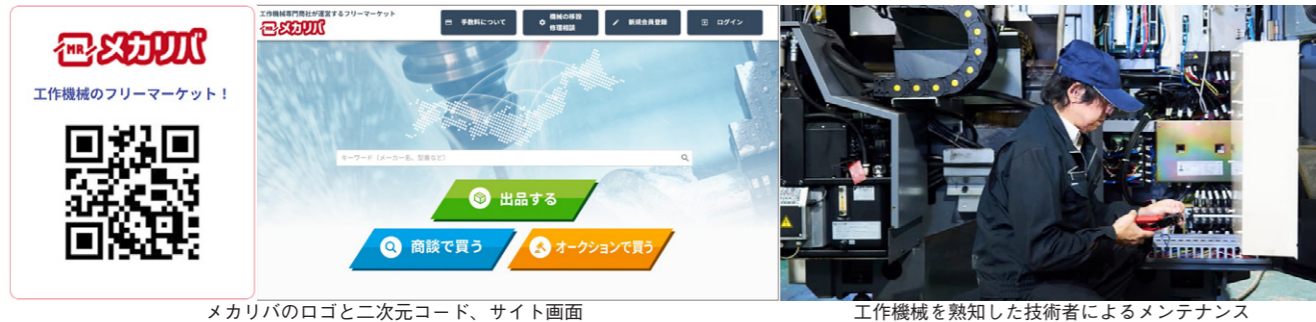 MR メカリバ
工作機械のフリーマーケット！
工作機械専門商社が運営するフリーマーケット
MR メカリバ
手数料について
機械の移設
修理相談
新規会員登録
ログイン
キーワード（メーカー名、型番など）
出品する
商談で買う
オークションで買う
メカリバのロゴと二次元コード、サイト画面
工作機械を熟知した技術者によるメンテナンス